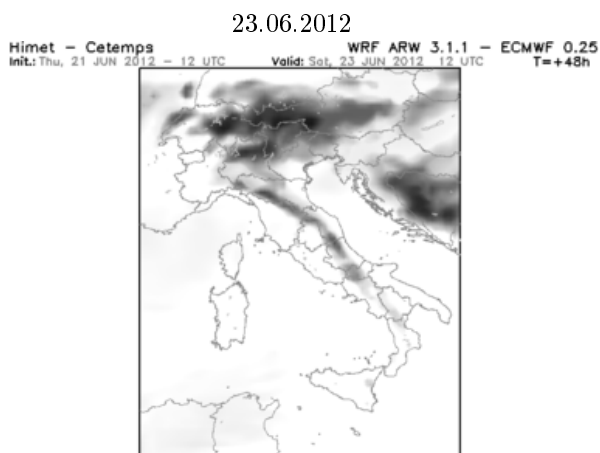 23.06.2012
Himet – Cetemps WRF ARW 3.1.1 – ECMWF 0.25
Init.: Thu, 21 JUN 2012 – 12 UTC Valid: Sat, 23 JUN 2012 12 UTC T=+48h